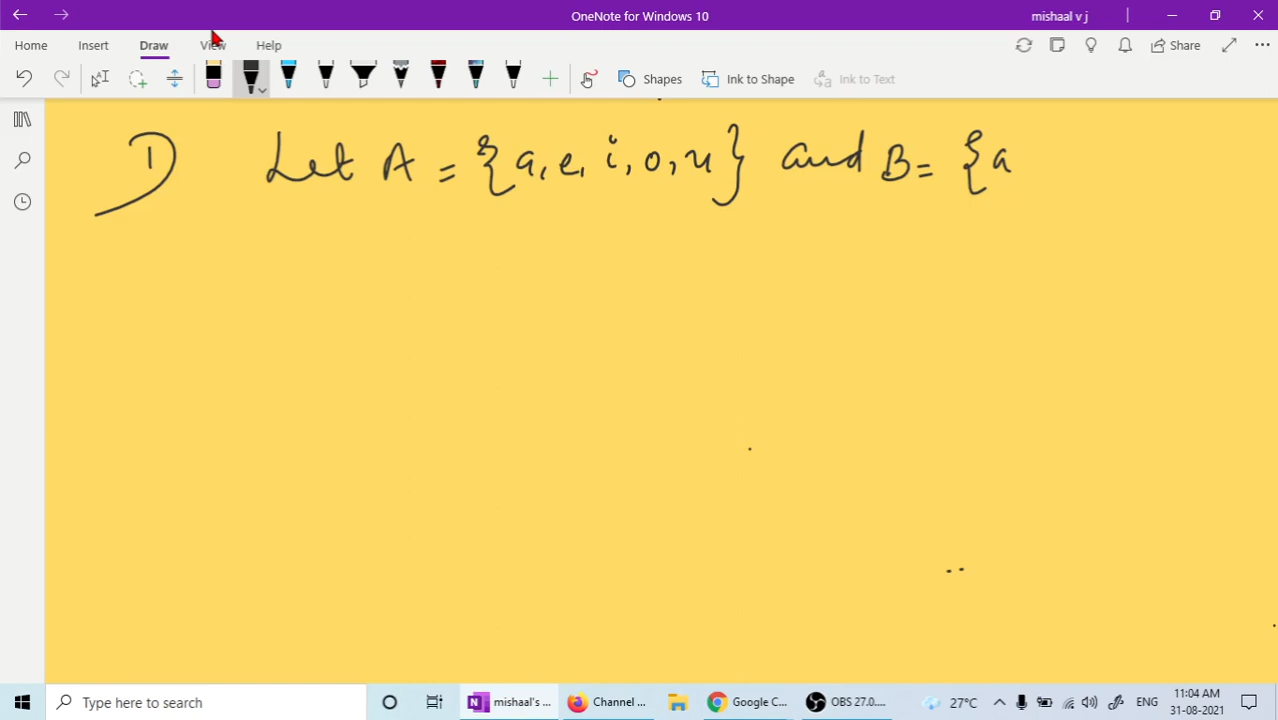 OneNote for Windows 10
mishaal v j
Home Insert Draw View Help
Share
Shapes Ink to Shape Ink to Text
1) Let A = {a, e, i, o, u} and B = {a
Type here to search
mishaal's ...
Channel ...
Google C...
OBS 27.0....
27°C
ENG
11:04 AM
31-08-2021